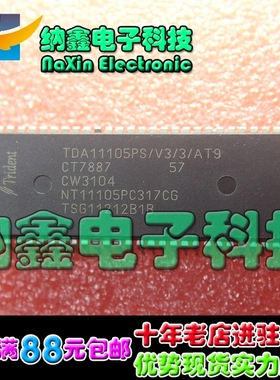 纳鑫电子科技
NaXin Electronic
Trident
TDA11105PS/V3/3/AT9
CT7887 57
CW3104
NT11105PC317CG
TSG11212B1R
纳鑫电子科技
满88元包邮
十年老店进驻
优势现货实力